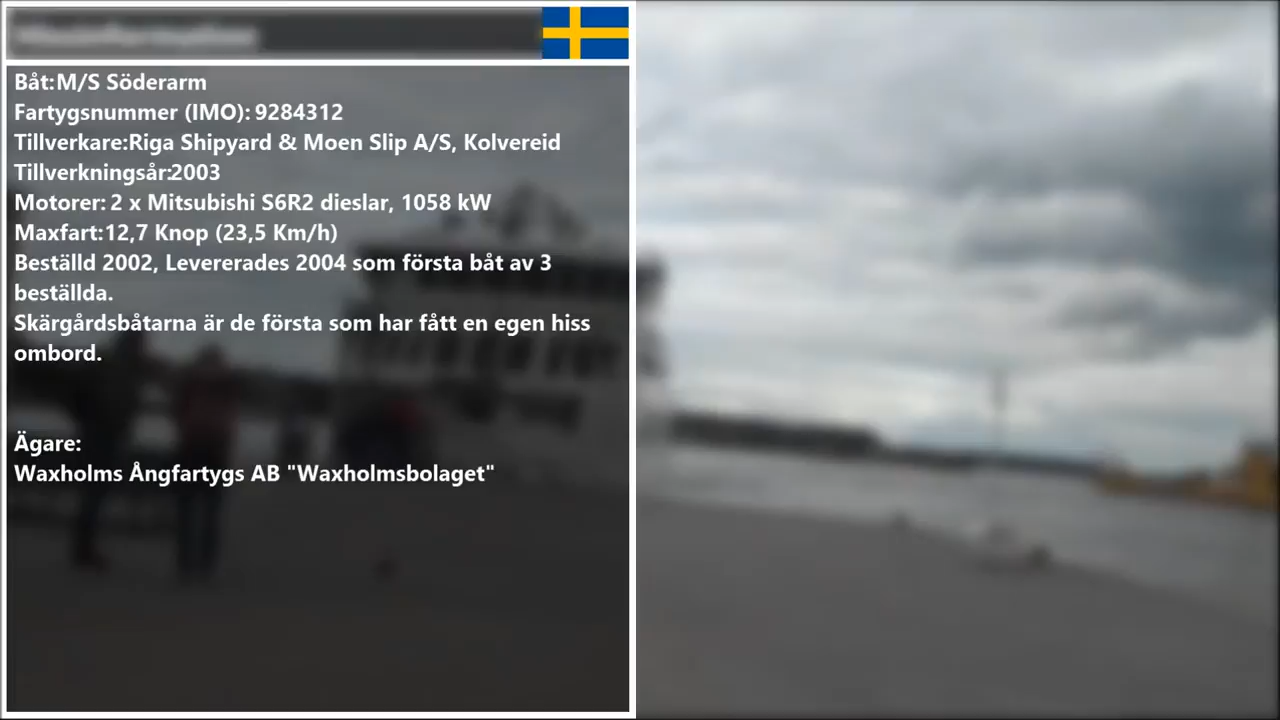 Båt:M/S Söderarm
Fartygsnummer (IMO): 9284312
Tillverkare:Riga Shipyard & Moen Slip A/S, Kolvereid
Tillverkningsår:2003
Motorer: 2 x Mitsubishi S6R2 dieslar, 1058 kW
Maxfart:12,7 Knop (23,5 Km/h)
Beställd 2002, Levererades 2004 som första båt av 3
beställda.
Skärgårdsbåtarna är de första som har fått en egen hiss
ombord.
Ägare:
Waxholms Ångfartygs AB "Waxholmsbolaget"